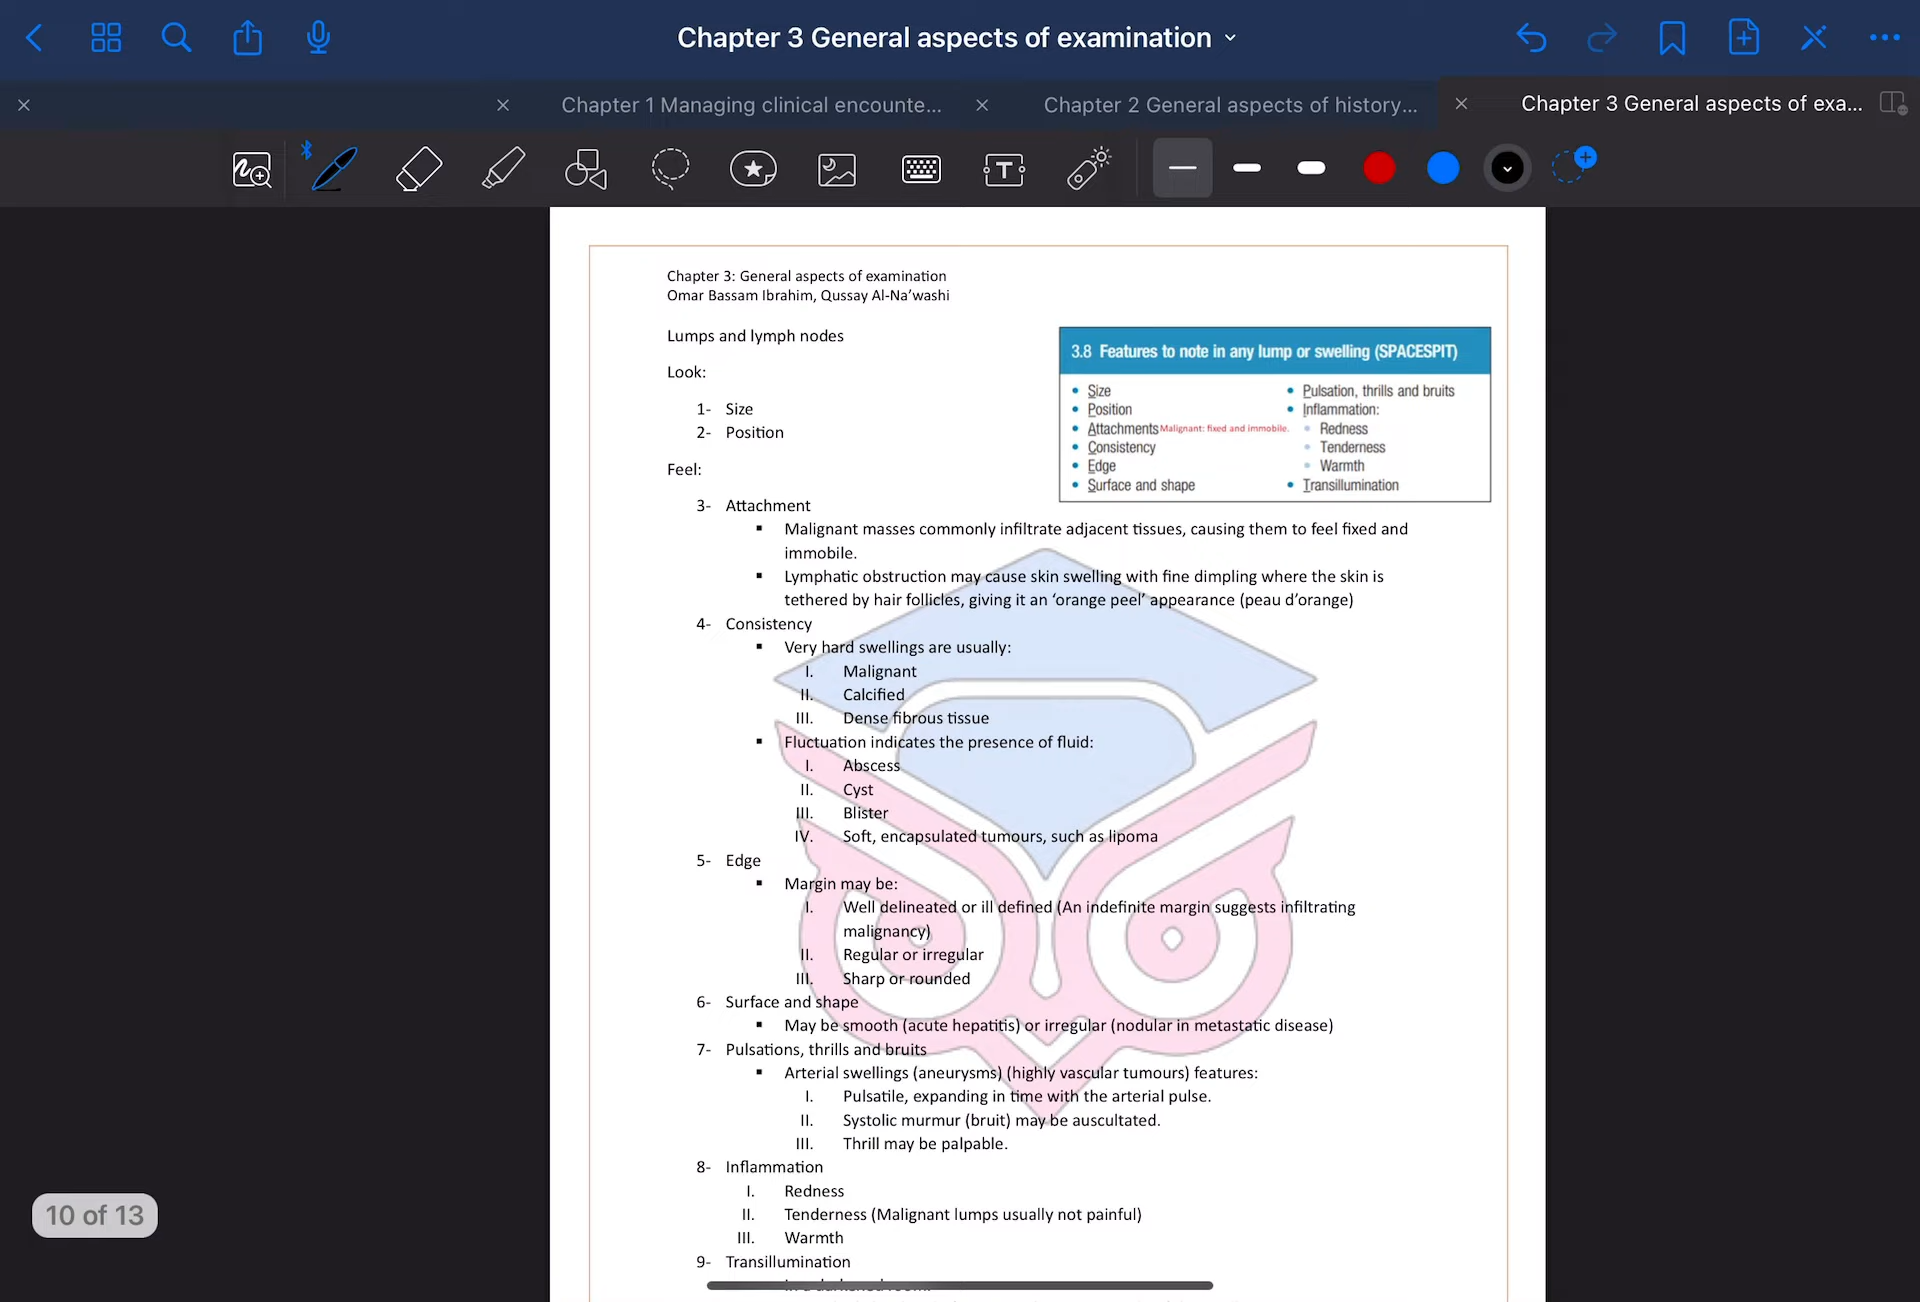 Chapter 3 General aspects of examination
Chapter 1 Managing clinical encounte...
Chapter 2 General aspects of history...
Chapter 3 General aspects of exa...
T
Chapter 3: General aspects of examination
Omar Bassam Ibrahim, Qussay Al-Na’washi
Lumps and lymph nodes
Look:
1- Size
2- Position
Feel:
3.8 Features to note in any lump or swelling (SPACESPIT)
• Size
• Position
• Attachments Malignant: fixed and immobile.
• Consistency
• Edge
• Surface and shape
• Pulsation, thrills and bruits
• Inflammation:
• Redness
• Tenderness
• Warmth
• Transillumination
3- Attachment
▪ Malignant masses commonly infiltrate adjacent tissues, causing them to feel fixed and
immobile.
▪ Lymphatic obstruction may cause skin swelling with fine dimpling where the skin is
tethered by hair follicles, giving it an ‘orange peel’ appearance (peau d’orange)
4- Consistency
▪ Very hard swellings are usually:
I. Malignant
II. Calcified
III. Dense fibrous tissue
▪ Fluctuation indicates the presence of fluid:
I. Abscess
II. Cyst
III. Blister
IV. Soft, encapsulated tumours, such as lipoma
5- Edge
▪ Margin may be:
I. Well delineated or ill defined (An indefinite margin suggests infiltrating
malignancy)
II. Regular or irregular
III. Sharp or rounded
6- Surface and shape
▪ May be smooth (acute hepatitis) or irregular (nodular in metastatic disease)
7- Pulsations, thrills and bruits
▪ Arterial swellings (aneurysms) (highly vascular tumours) features:
I. Pulsatile, expanding in time with the arterial pulse.
II. Systolic murmur (bruit) may be auscultated.
III. Thrill may be palpable.
8- Inflammation
I. Redness
II. Tenderness (Malignant lumps usually not painful)
III. Warmth
9- Transillumination
10 of 13